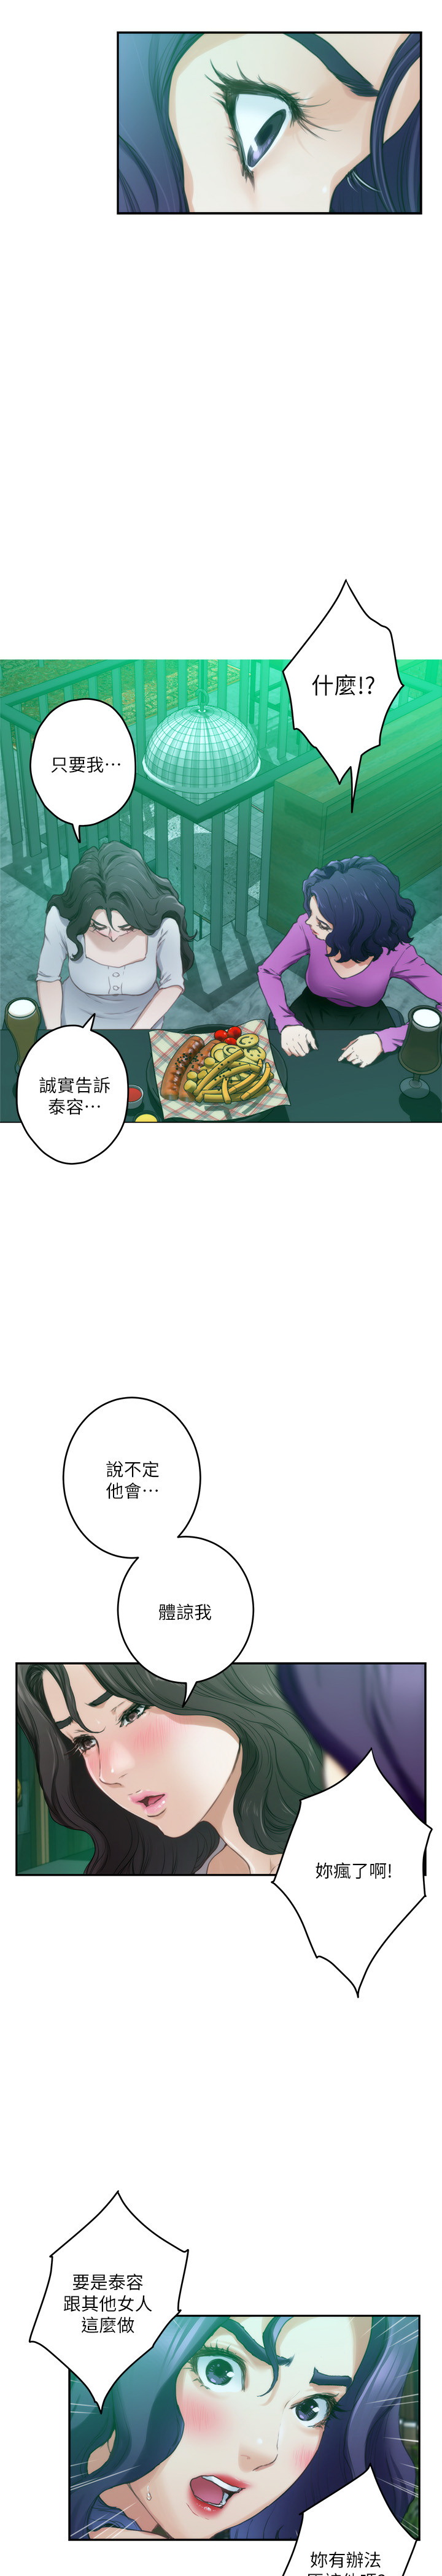 什麼!?
只要我…
誠實告訴
泰容…
說不定
他會…
體諒我
妳瘋了啊!
要是泰容
跟其他女人
這麼做
妳有辦法